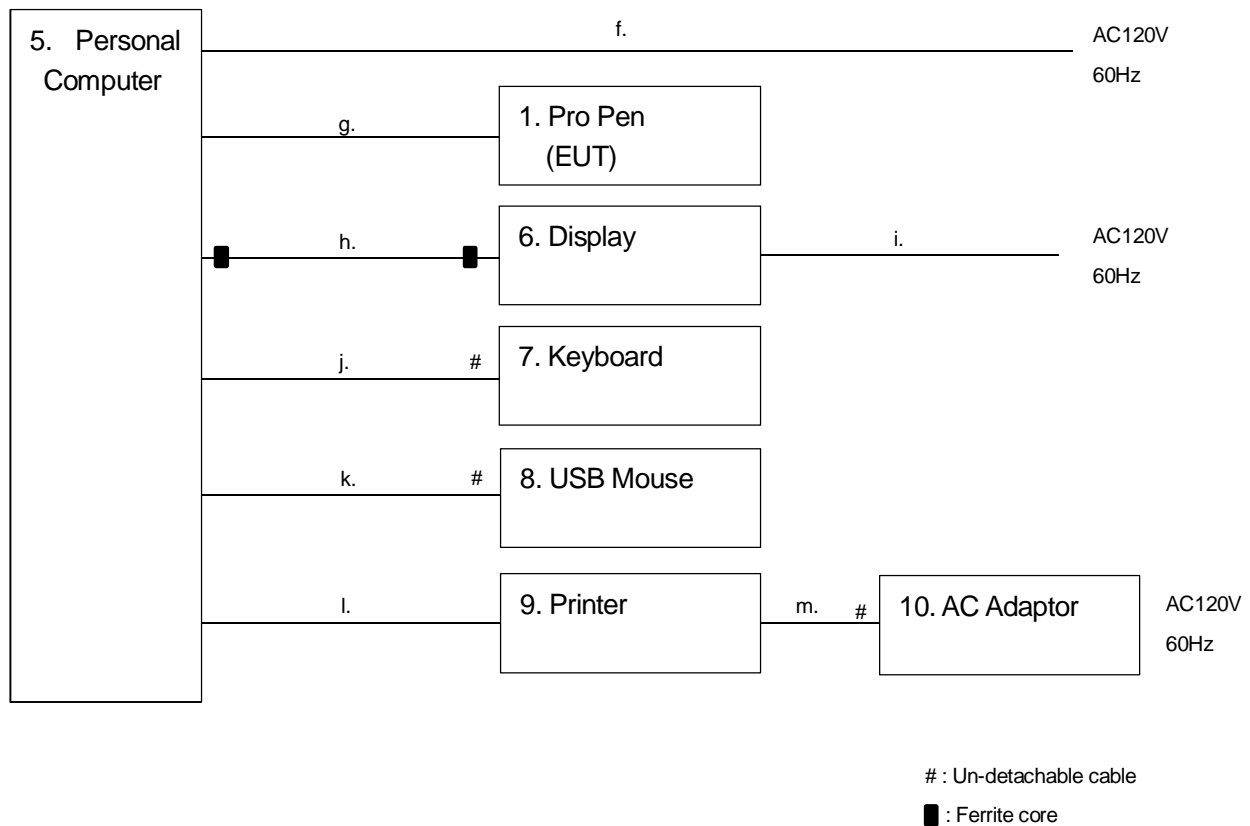 5. Personal
Computer
f.
AC120V
60Hz
g.
1. Pro Pen
(EUT)
h.
6. Display
i.
AC120V
60Hz
j.
#
7. Keyboard
k.
#
8. USB Mouse
l.
9. Printer
m.
#
10. AC Adaptor
AC120V
60Hz
# : Un-detachable cable
: Ferrite core